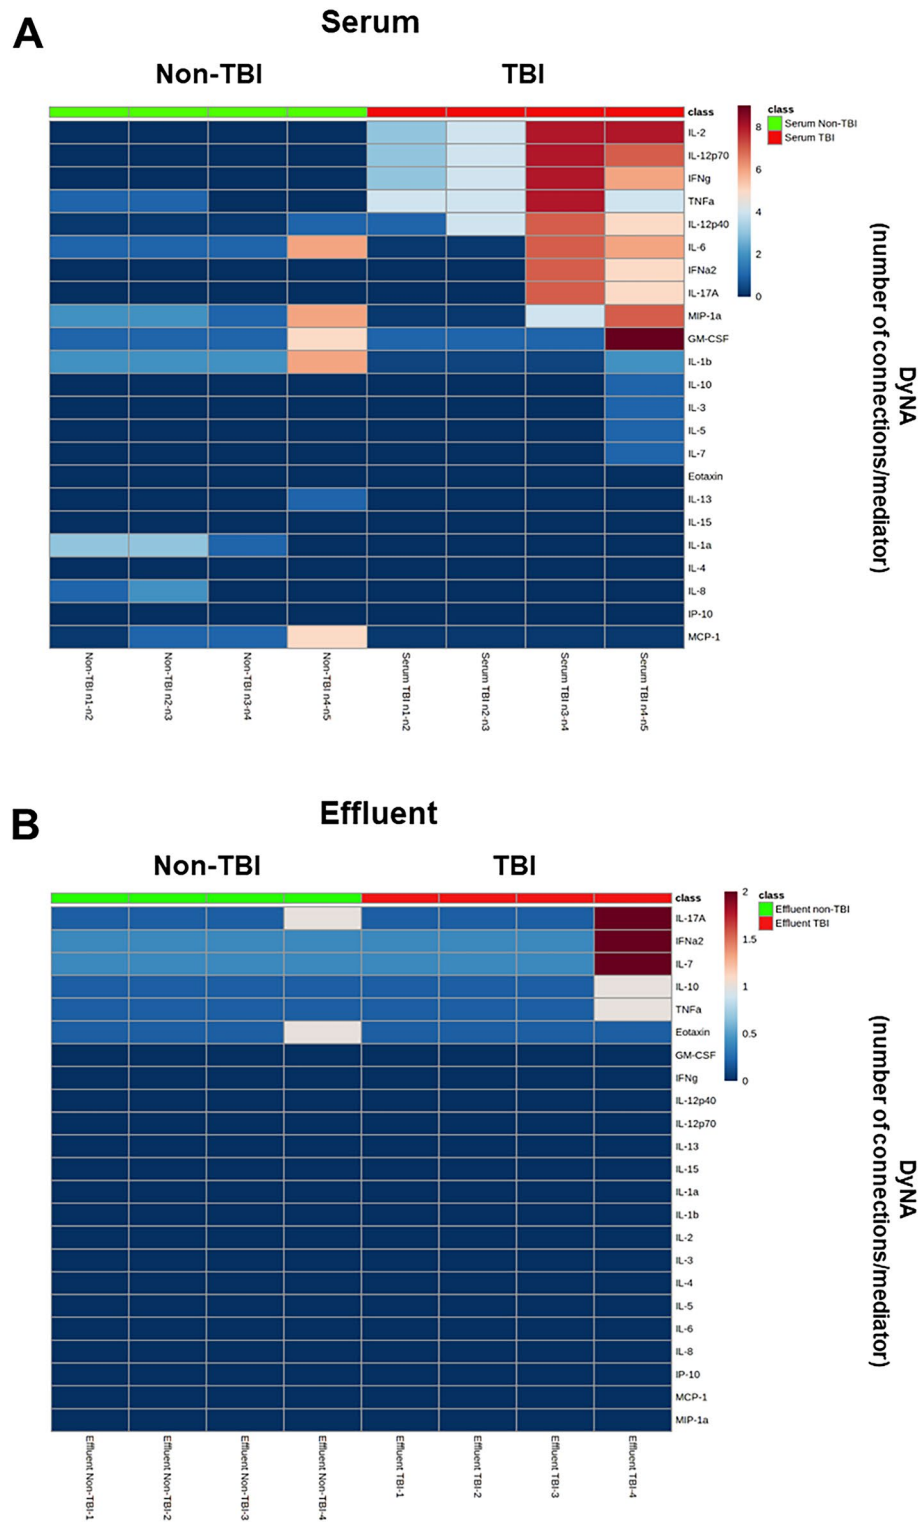 A
Serum
Non-TBI
TBI
class
IL-2
IL-12p70
IFNg
TNFa
IL-12p40
IL-6
IFNa2
IL-17A
MIP-1a
GM-CSF
IL-1b
IL-10
IL-3
IL-5
IL-7
Eotaxin
IL-13
IL-15
IL-1a
IL-4
IL-8
IP-10
MCP-1
8
6
4
2
0
class
Serum Non-TBI
Serum TBI
DyNA
(number of connections/mediator)
Non-TBI n1-n2
Non-TBI n2-n3
Non-TBI n3-n4
Non-TBI n4-n5
Serum TBI n1-n2
Serum TBI n2-n3
Serum TBI n3-n4
Serum TBI n4-n5
B
Effluent
Non-TBI
TBI
class
IL-17A
IFNa2
IL-7
IL-10
TNFa
Eotaxin
GM-CSF
IFNg
IL-12p40
IL-12p70
IL-13
IL-15
IL-1a
IL-1b
IL-2
IL-3
IL-4
IL-5
IL-6
IL-8
IP-10
MCP-1
MIP-1a
2
1.5
1
0.5
0
class
Effluent non-TBI
Effluent TBI
DyNA
(number of connections/mediator)
Effluent Non-TBI-1
Effluent Non-TBI-2
Effluent Non-TBI-3
Effluent Non-TBI-4
Effluent TBI-1
Effluent TBI-2
Effluent TBI-3
Effluent TBI-4